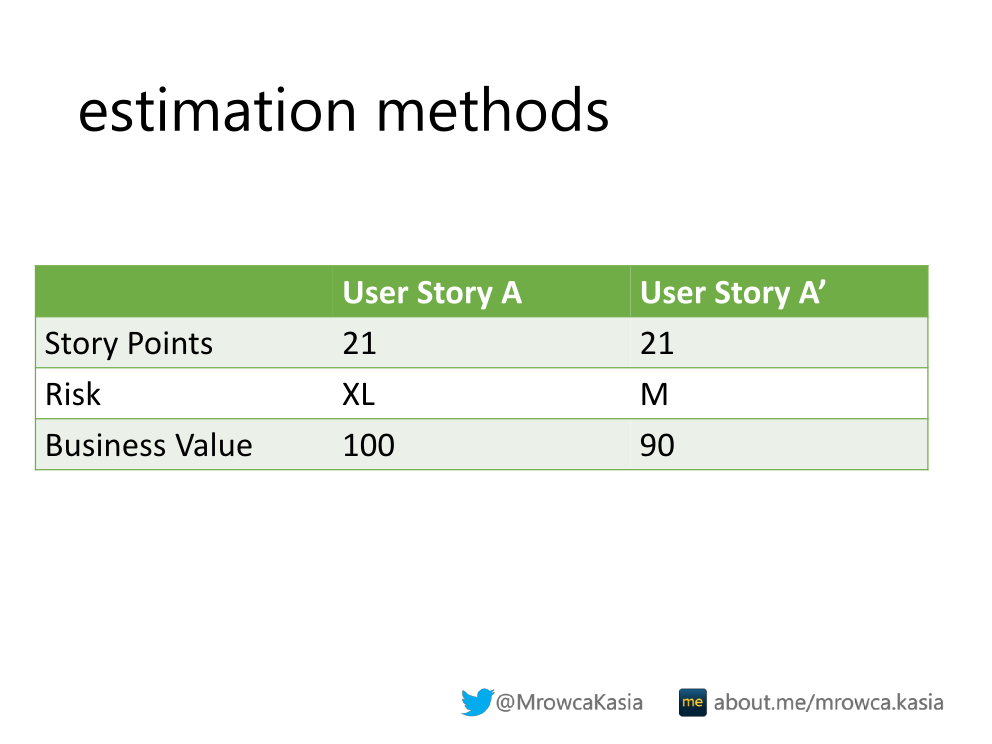 estimation methods
User Story A User Story A’
Story Points 21 21
Risk XL M
Business Value 100 90
@MrowcaKasia me about.me/mrowca.kasia